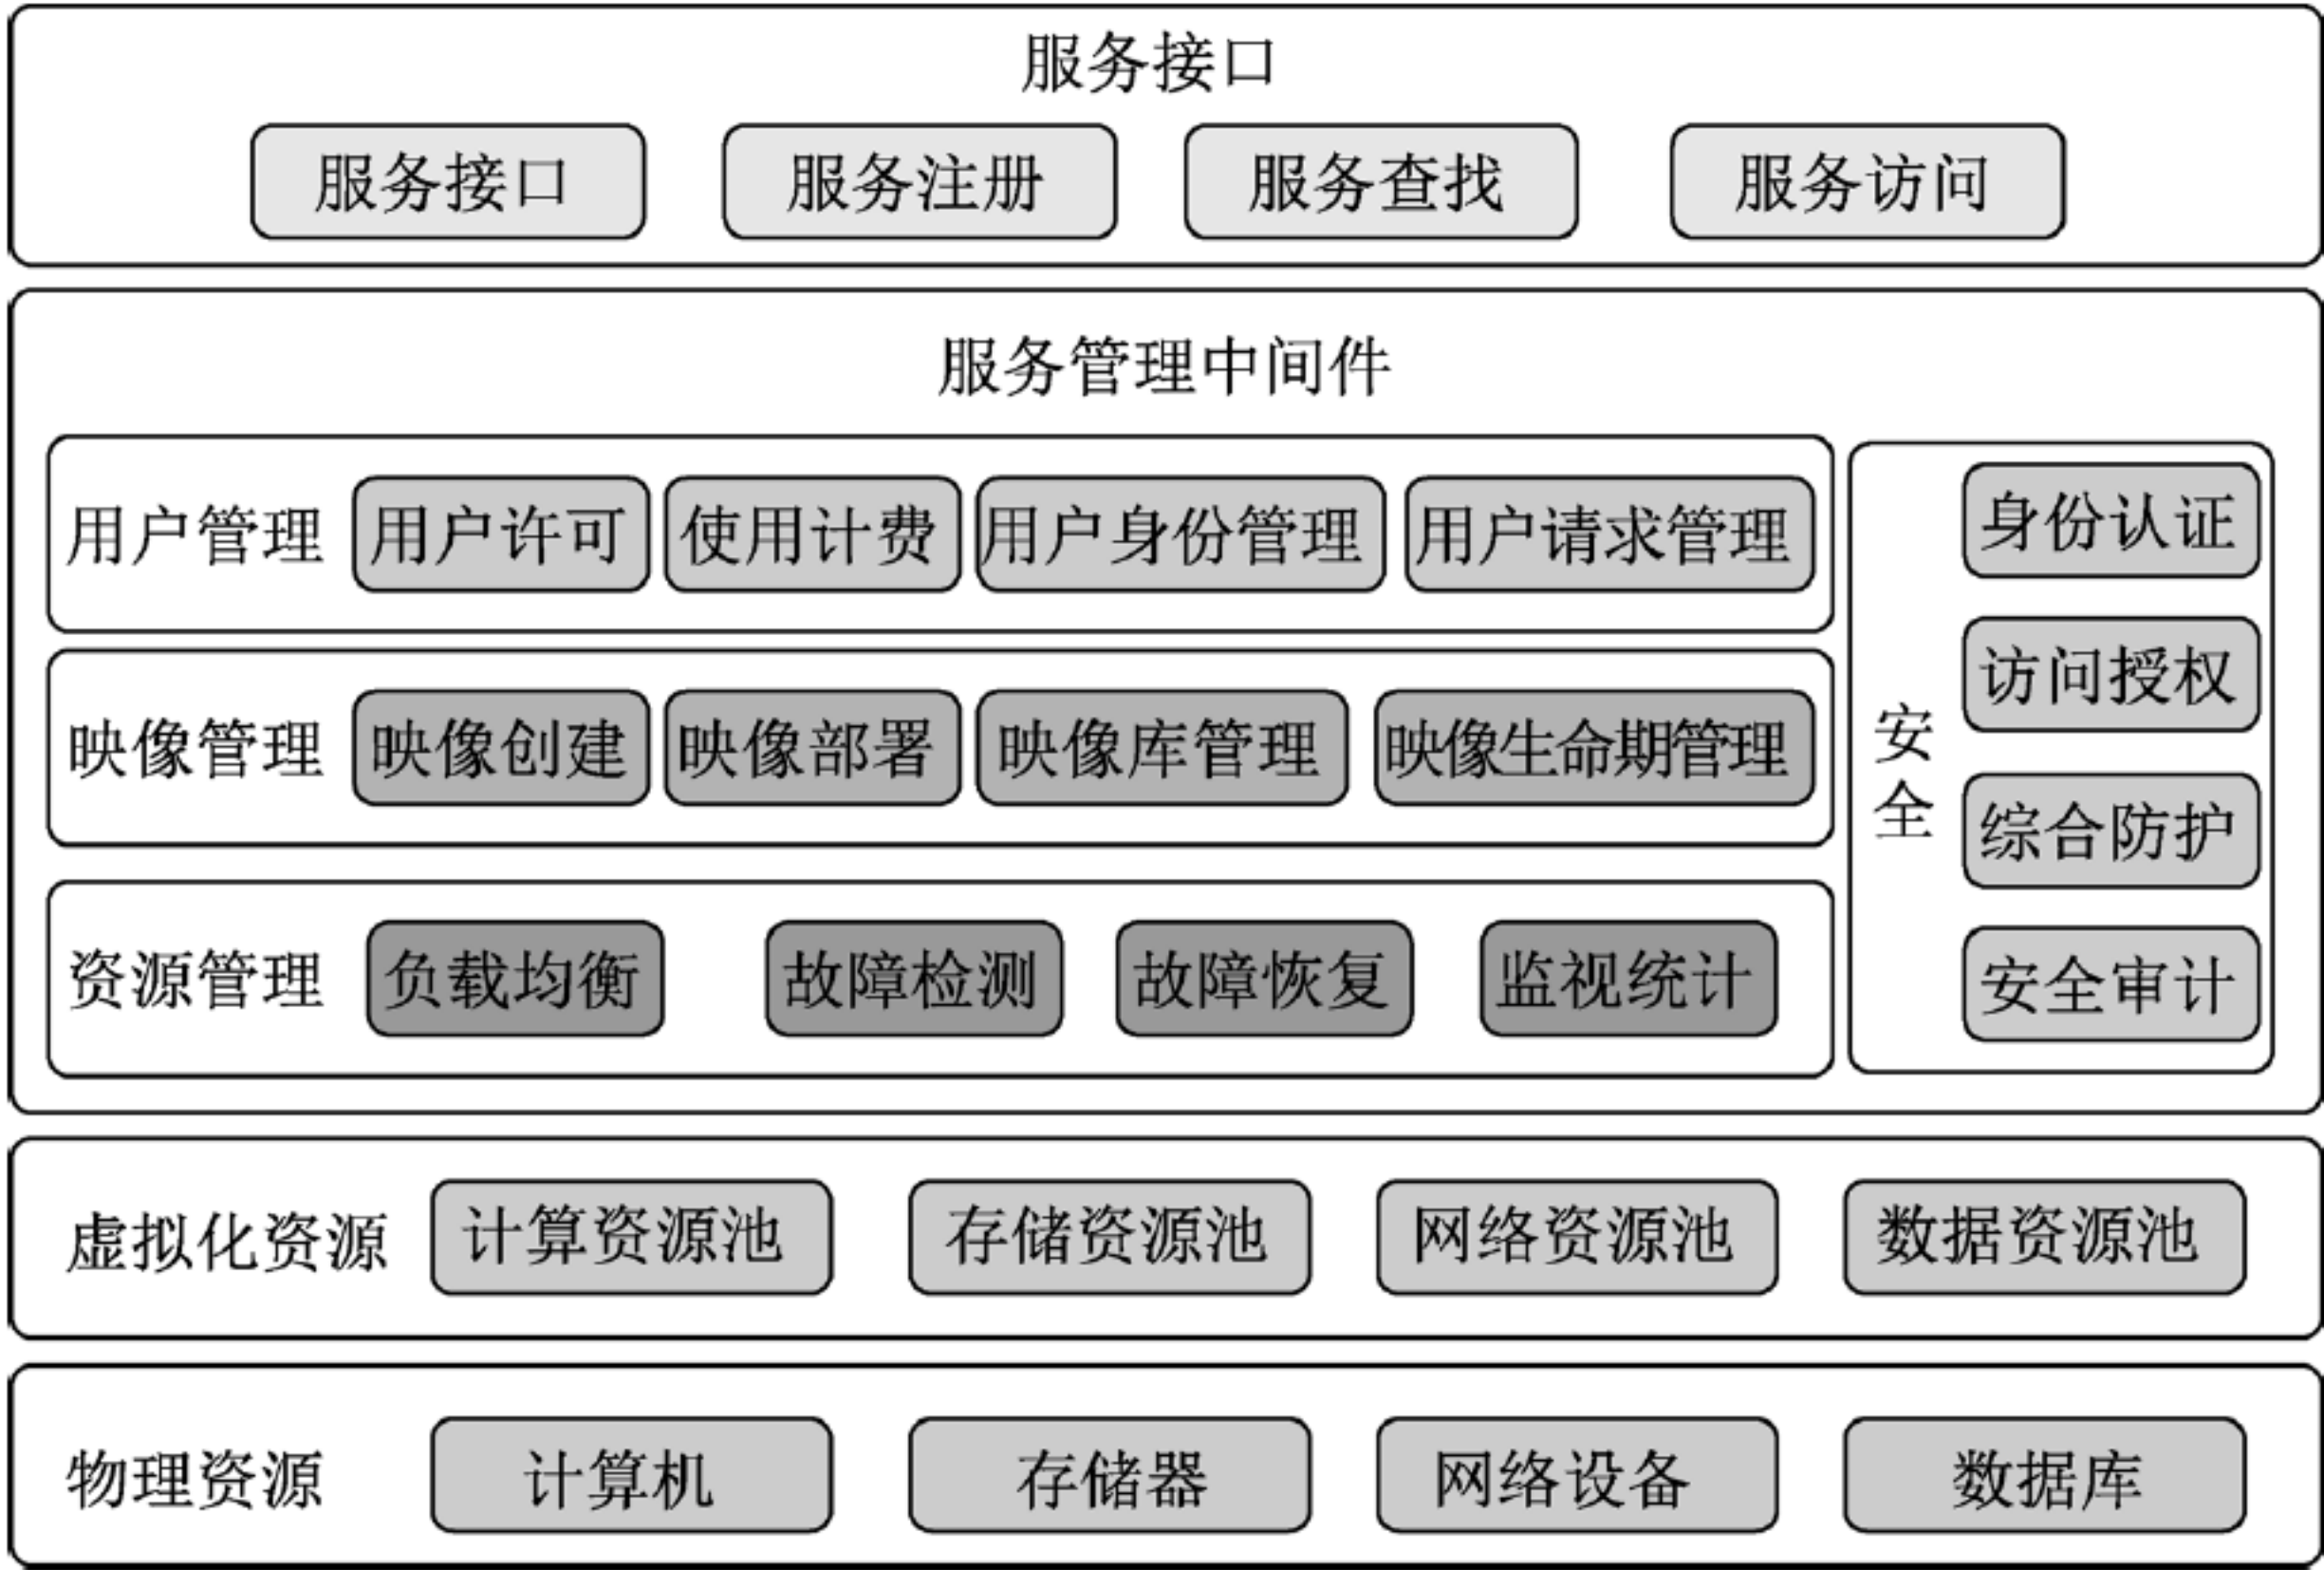 服务接口
服务接口 服务注册 服务查找 服务访问
服务管理中间件
用户管理 用户许可 使用计费 用户身份管理 用户请求管理
映像管理 映像创建 映像部署 映像库管理 映像生命期管理
资源管理 负载均衡 故障检测 故障恢复 监视统计
安全
身份认证
访问授权
综合防护
安全审计
虚拟化资源 计算资源池 存储资源池 网络资源池 数据资源池
物理资源 计算机 存储器 网络设备 数据库